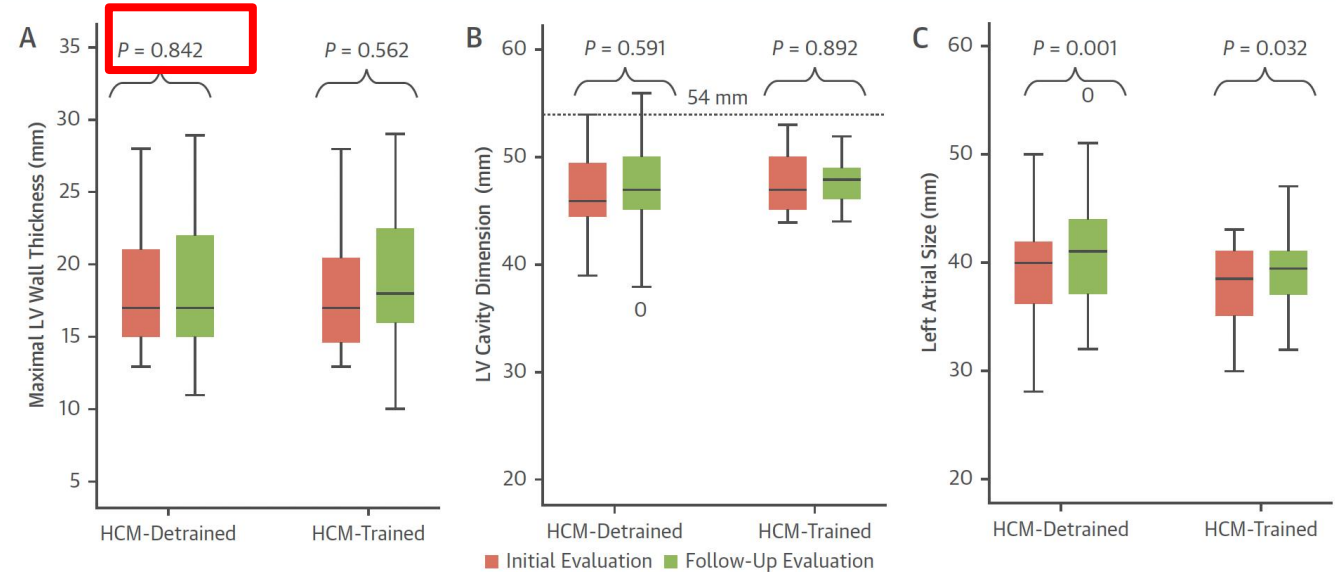 A
P = 0.842
P = 0.562
Maximal LV Wall Thickness (mm)
35
30
25
20
15
10
5
HCM-Detrained
HCM-Trained
B
P = 0.591
P = 0.892
54 mm
LV Cavity Dimension (mm)
60
50
40
30
20
0
HCM-Detrained
HCM-Trained
C
P = 0.001
P = 0.032
0
Left Atrial Size (mm)
60
50
40
30
20
HCM-Detrained
HCM-Trained
Initial Evaluation
Follow-Up Evaluation